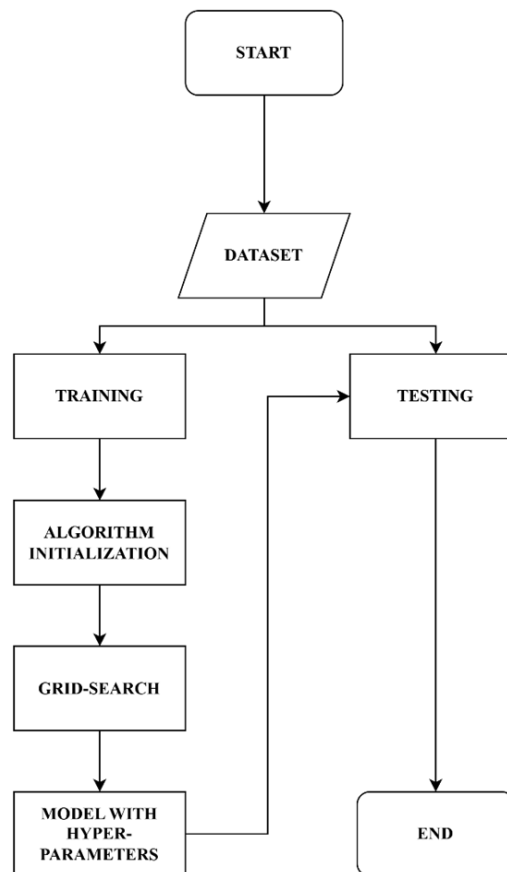 START
DATASET
TRAINING
TESTING
ALGORITHM
INITIALIZATION
GRID-SEARCH
MODEL WITH
HYPER-
PARAMETERS
END